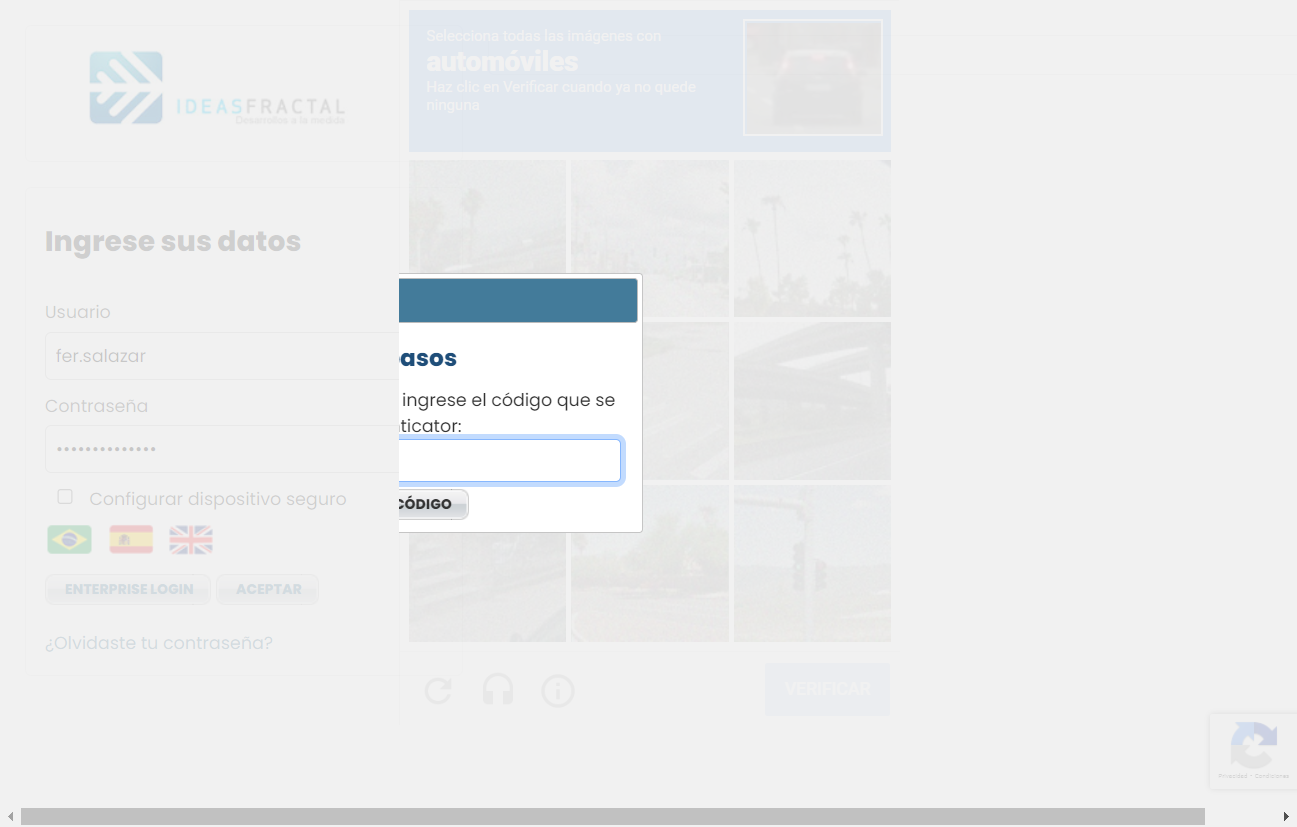 IDEASFRACTAL
Desarrollos a la medida
Ingrese sus datos
Usuario
fer.salazar
Contraseña
Configurar dispositivo seguro
ENTERPRISE LOGIN
ACEPTAR
¿Olvidaste tu contraseña?
Selecciona todas las imágenes con
automóviles
Haz clic en Verificar cuando ya no quede
ninguna
asos
ingrese el código que se
ticator:
CÓDIGO
VERIFICAR
Privacidad - Condiciones